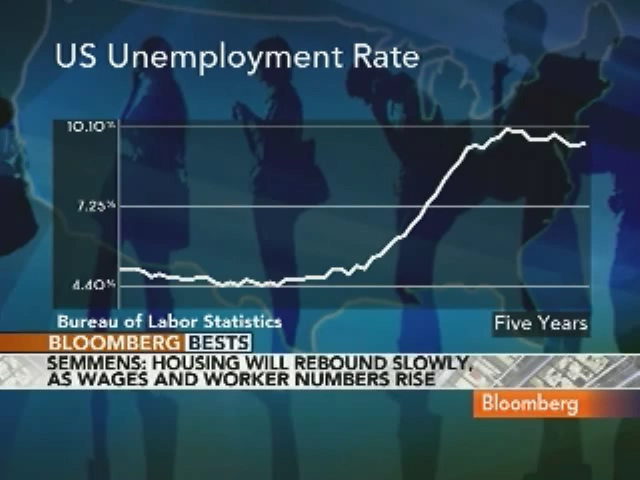 US Unemployment Rate
10.10%
7.25%
4.40%
Bureau of Labor Statistics
Five Years
BLOOMBERG BESTS
SEMMENS: HOUSING WILL REBOUND SLOWLY,
AS WAGES AND WORKER NUMBERS RISE
Bloomberg